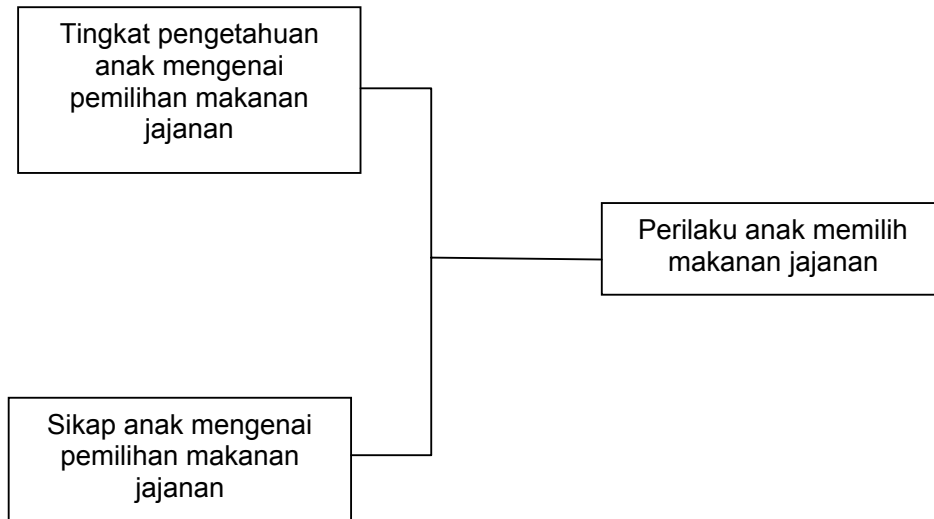 Tingkat pengetahuan
anak mengenai
pemilihan makanan
jajanan
Perilaku anak memilih
makanan jajanan
Sikap anak mengenai
pemilihan makanan
jajanan